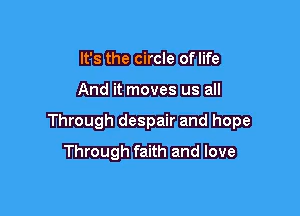 It's the circle of life
And it moves us all
Through despair and hope
Through faith and love